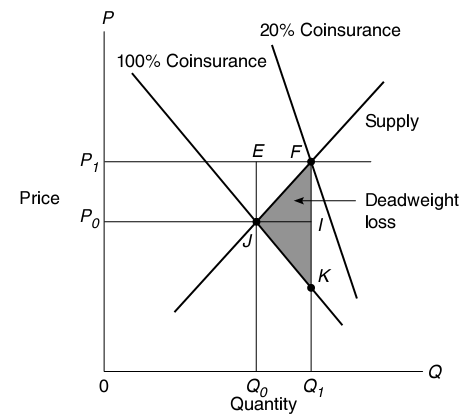 P
20% Coinsurance
100% Coinsurance
Supply
P1
E
F
Price
P0
Deadweight
loss
I
J
K
0
Q0
Q1
Q
Quantity